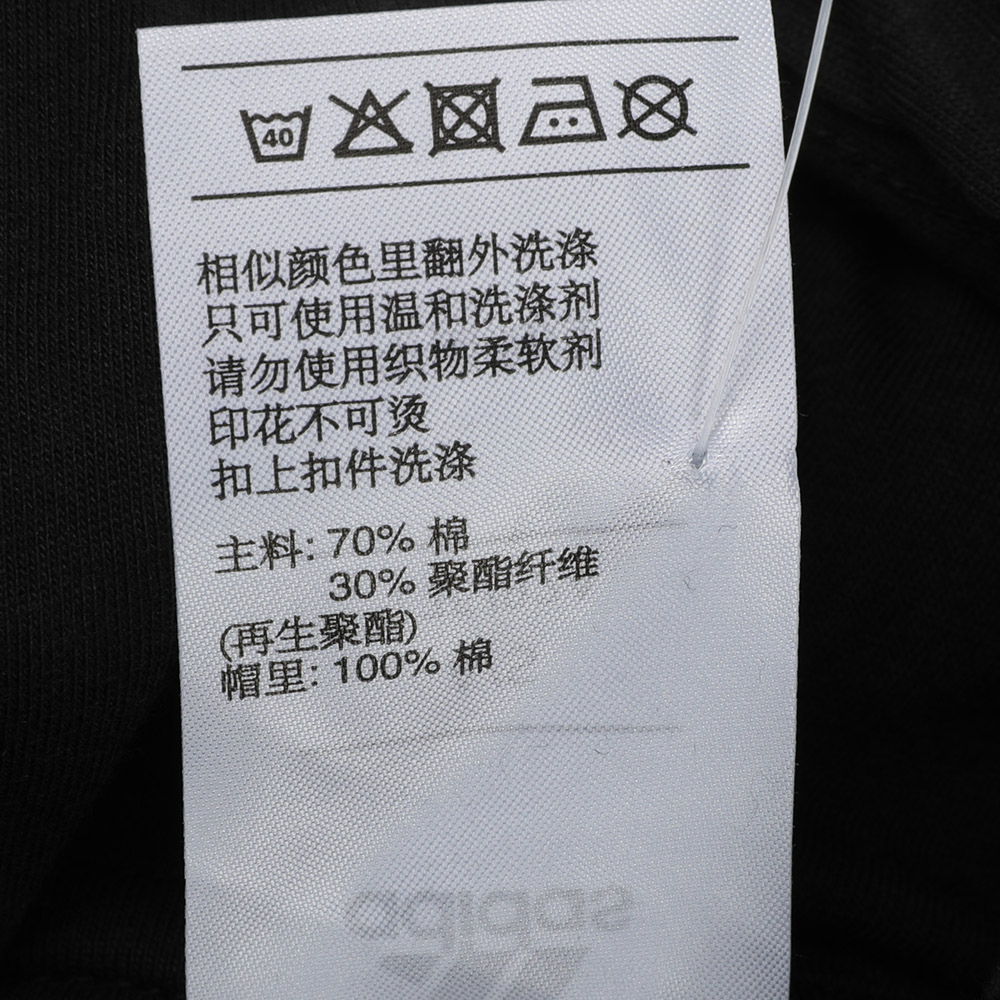 40
相似颜色里翻外洗涤
只可使用温和洗涤剂
请勿使用织物柔软剂
印花不可烫
扣上扣件洗涤
主料: 70% 棉
30% 聚酯纤维
(再生聚酯)
帽里: 100% 棉
adidas